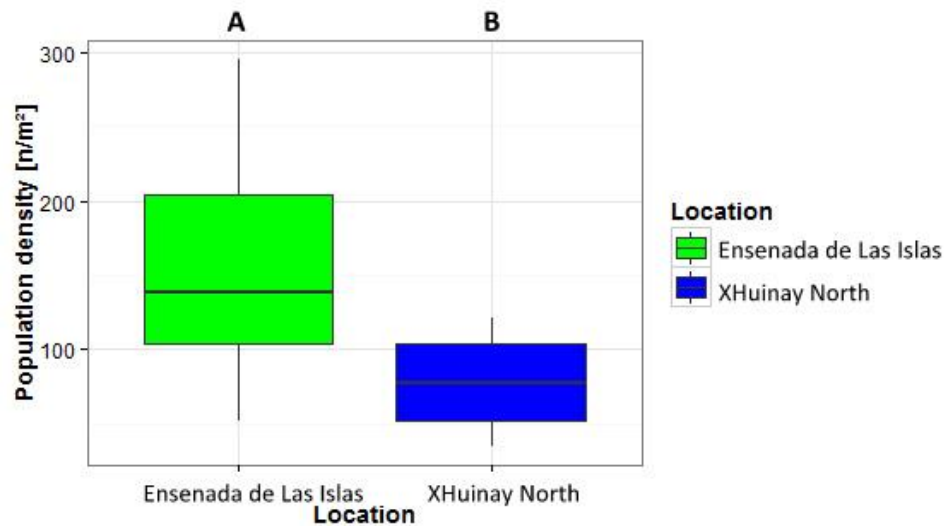 A B
300
200
100
Population density [n/m²]
Ensenada de Las Islas XHuinay North
Location
Location
Ensenada de Las Islas
XHuinay North